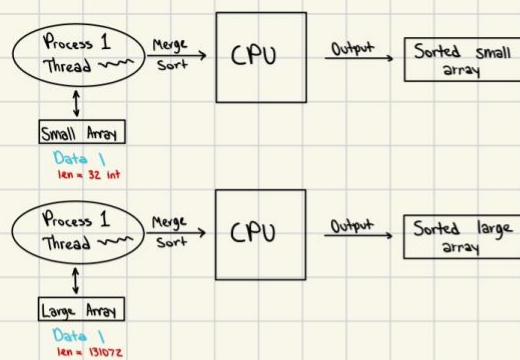 Process 1
Thread
Merge
Sort
CPU
Output
Sorted small
array
Small Array
Data 1
len = 32 int
Process 1
Thread
Merge
Sort
CPU
Output
Sorted large
array
Large Array
Data 1
len = 131072